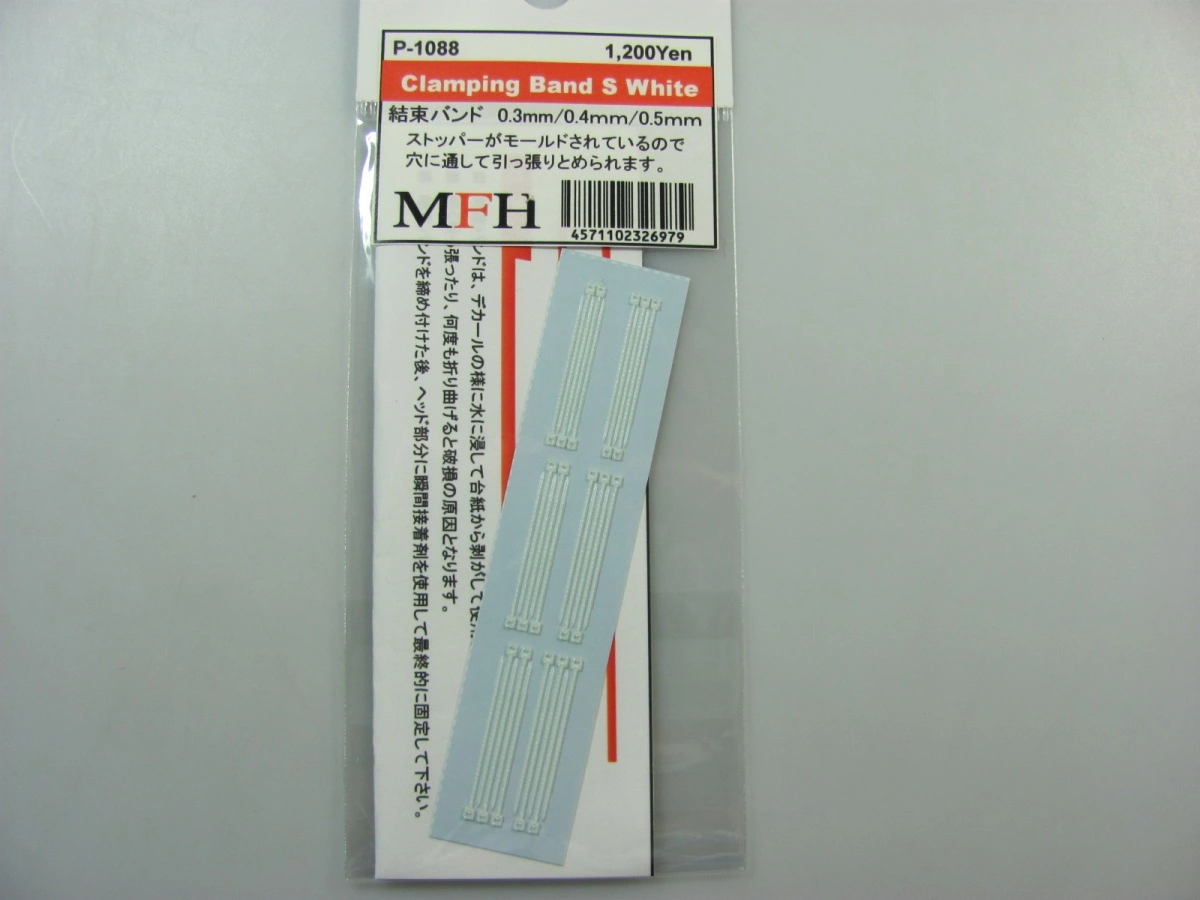 P-1088 1,200Yen
Clamping Band S White
結束バンド 0.3mm/0.4mm/0.5mm
ストッパーがモールドされているので
穴に通して引っ張りとめられます。
MFH
4571102326979
ンドは、デカールの様に水に浸して台紙から剥がして使用
張ったり、何度も折り曲げると破損の原因となります。
ンドを締め付けた後、ヘッド部分に瞬間接着剤を使用して最終的に固定して下さい。